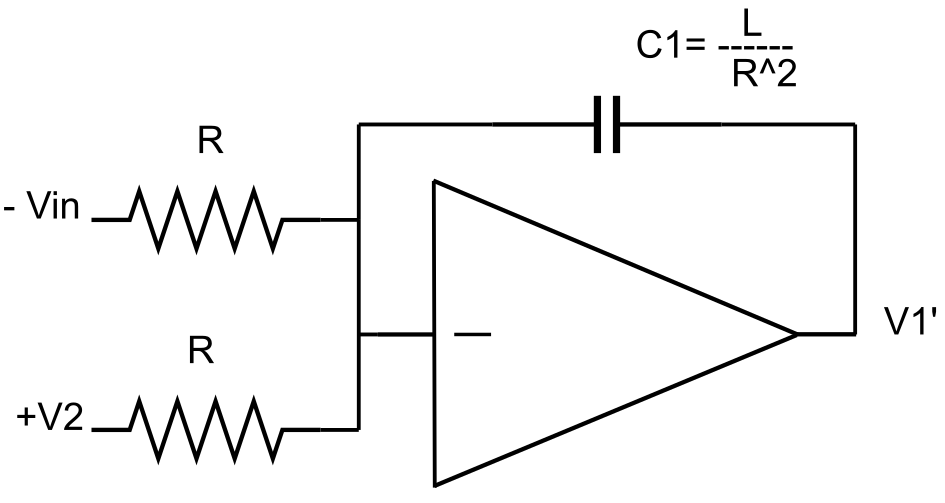 L
C1= ------
R^2
R
- Vin
V1'
R
+V2